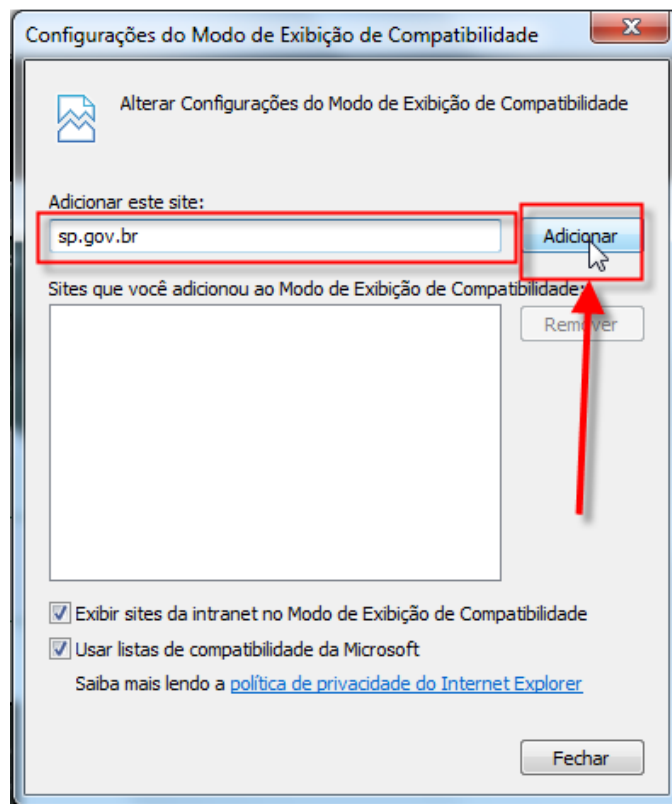 Configurações do Modo de Exibição de Compatibilidade
Alterar Configurações do Modo de Exibição de Compatibilidade
Adicionar este site:
sp.gov.br
Adicionar
Sites que você adicionou ao Modo de Exibição de Compatibilidade:
Remover
Exibir sites da intranet no Modo de Exibição de Compatibilidade
Usar listas de compatibilidade da Microsoft
Saiba mais lendo a política de privacidade do Internet Explorer
Fechar